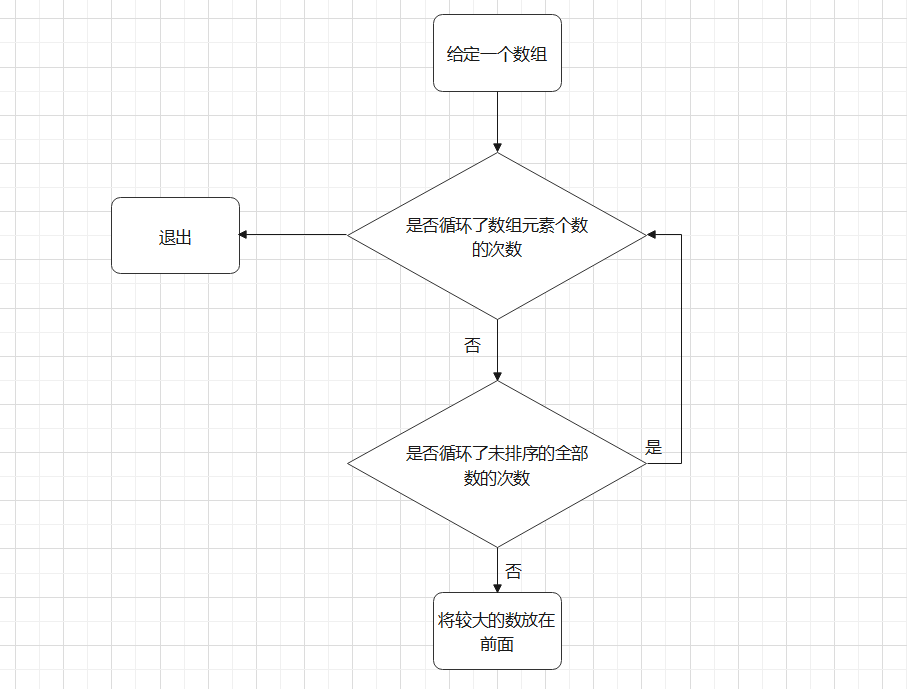 给定一个数组
是否循环了数组元素个数
的次数
退出
否
是否循环了未排序的全部
数的次数
是
否
将较大的数放在
前面